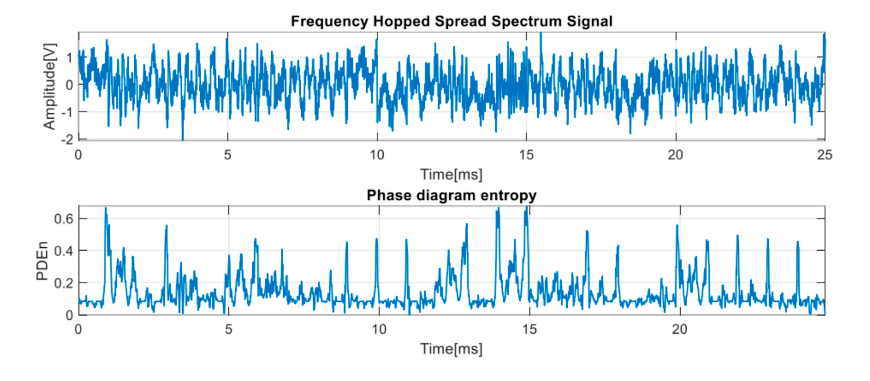 Frequency Hopped Spread Spectrum Signal
Amplitude[V]
1
0
-1
-2
0 5 10 15 20 25
Time[ms]
Phase diagram entropy
PDEn
0.6
0.4
0.2
0
0 5 10 15 20
Time[ms]